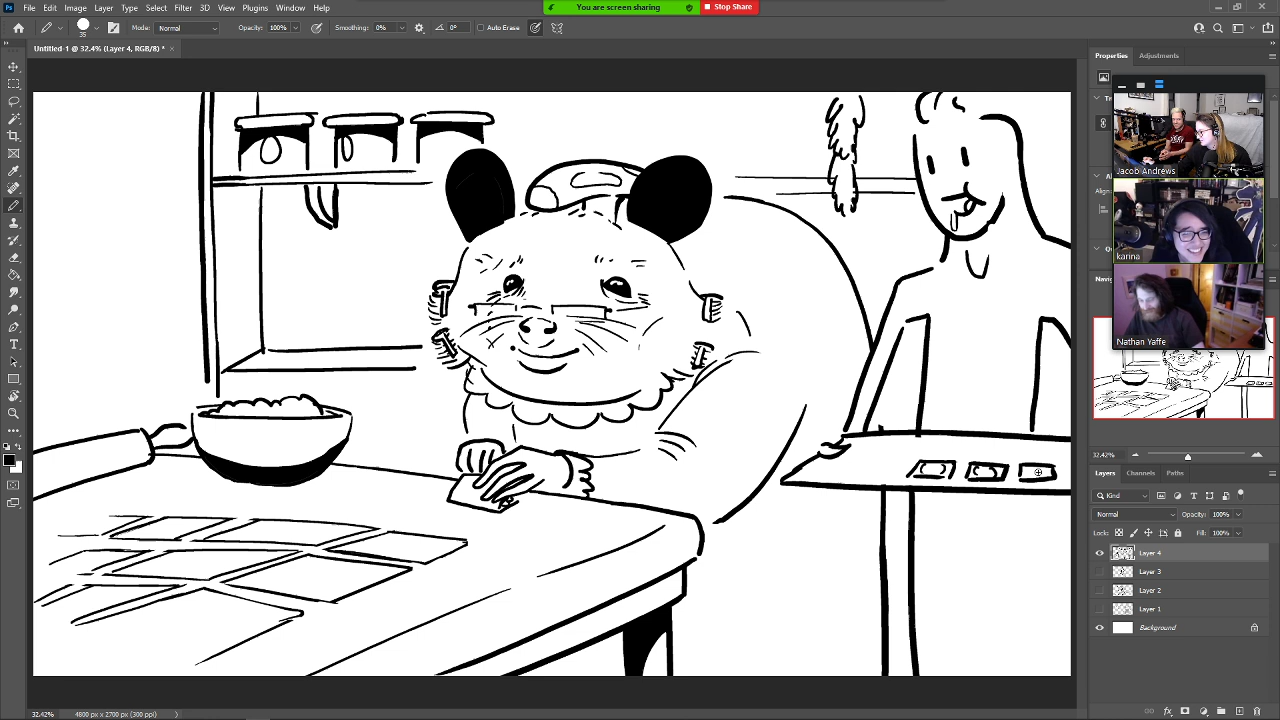 You are screen sharing
Stop Share
Ps
File Edit Image Layer Type Select Filter 3D View Plugins Window Help
Mode: Normal Opacity: 100% Smoothing: 0% 0° Auto Erase
35
Untitled-1 @ 32.4% (Layer 4, RGB/8) *
Properties Adjustments
Jacob Andrews
karina
Nathan Yaffe
32.42%
Layers Channels Paths
Kind
Normal Opacity: 100%
Lock: Fill: 100%
Layer 4
Layer 3
Layer 2
Layer 1
Background
32.42% 4800 px x 2700 px (300 ppi)